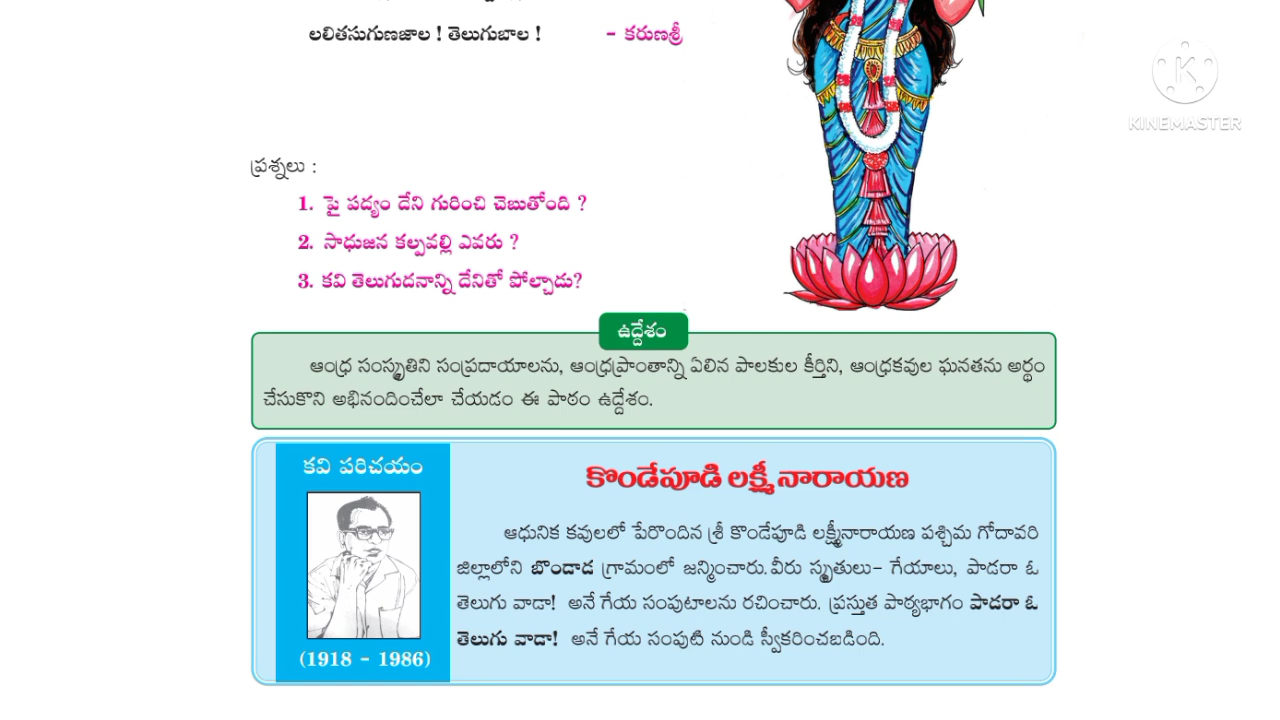 లలితసుగుణజాల ! తెలుగుబాల ! - కరుణశ్రీ
KINEMASTER
ప్రశ్నలు :
1. పై పద్యం దేని గురించి చెబుతోంది ?
2. సాధుజన కల్పవల్లి ఎవరు ?
3. కవి తెలుగుదనాన్ని దేనితో పోల్చాడు?
ఉద్దేశం
ఆంధ్ర సంస్కృతిని సంప్రదాయాలను, ఆంధ్రప్రాంతాన్ని ఏలిన పాలకుల కీర్తిని, ఆంధ్రకవుల ఘనతను అర్థం
చేసుకొని అభినందించేలా చేయడం ఈ పాఠం ఉద్దేశం.
కవి పరిచయం
(1918 - 1986)
కొండేపూడి లక్ష్మీనారాయణ
ఆధునిక కవులలో పేరొందిన శ్రీ కొండేపూడి లక్ష్మీనారాయణ పశ్చిమ గోదావరి
జిల్లాలోని బొండాడ గ్రామంలో జన్మించారు. వీరు స్మృతులు- గేయాలు, పాడరా ఓ
తెలుగు వాడా! అనే గేయ సంపుటాలను రచించారు. ప్రస్తుత పాఠ్యభాగం పాడరా ఓ
తెలుగు వాడా! అనే గేయ సంపుటి నుండి స్వీకరించబడింది.